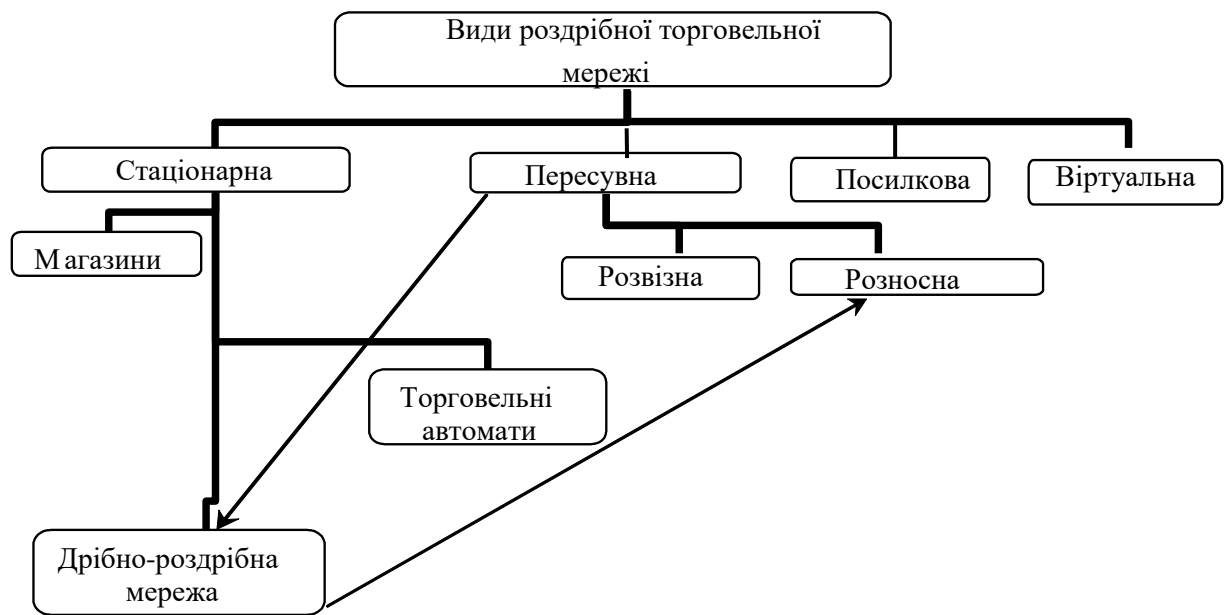 Види роздрібної торговельної
мережі
Стаціонарна
Пересувна
Посилкова
Віртуальна
Магазини
Розвізна
Розносна
Торговельні
автомати
Дрібно-роздрібна
мережа